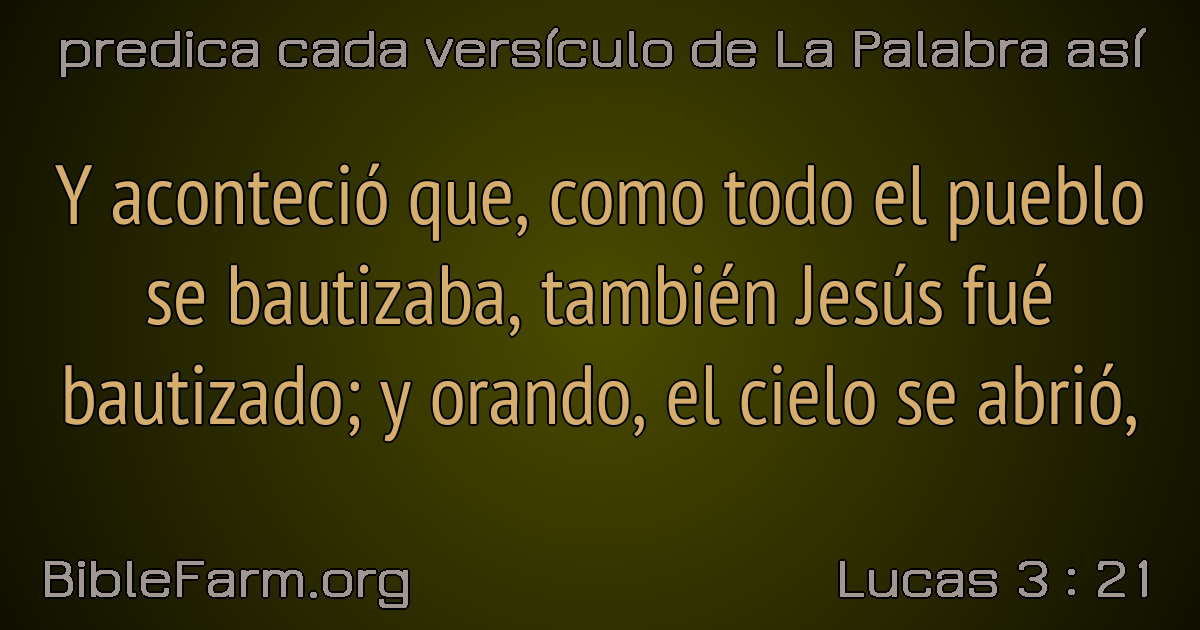 predica cada versículo de La Palabra así
Y aconteció que, como todo el pueblo
se bautizaba, también Jesús fué
bautizado; y orando, el cielo se abrió,
BibleFarm.org
Lucas 3 : 21